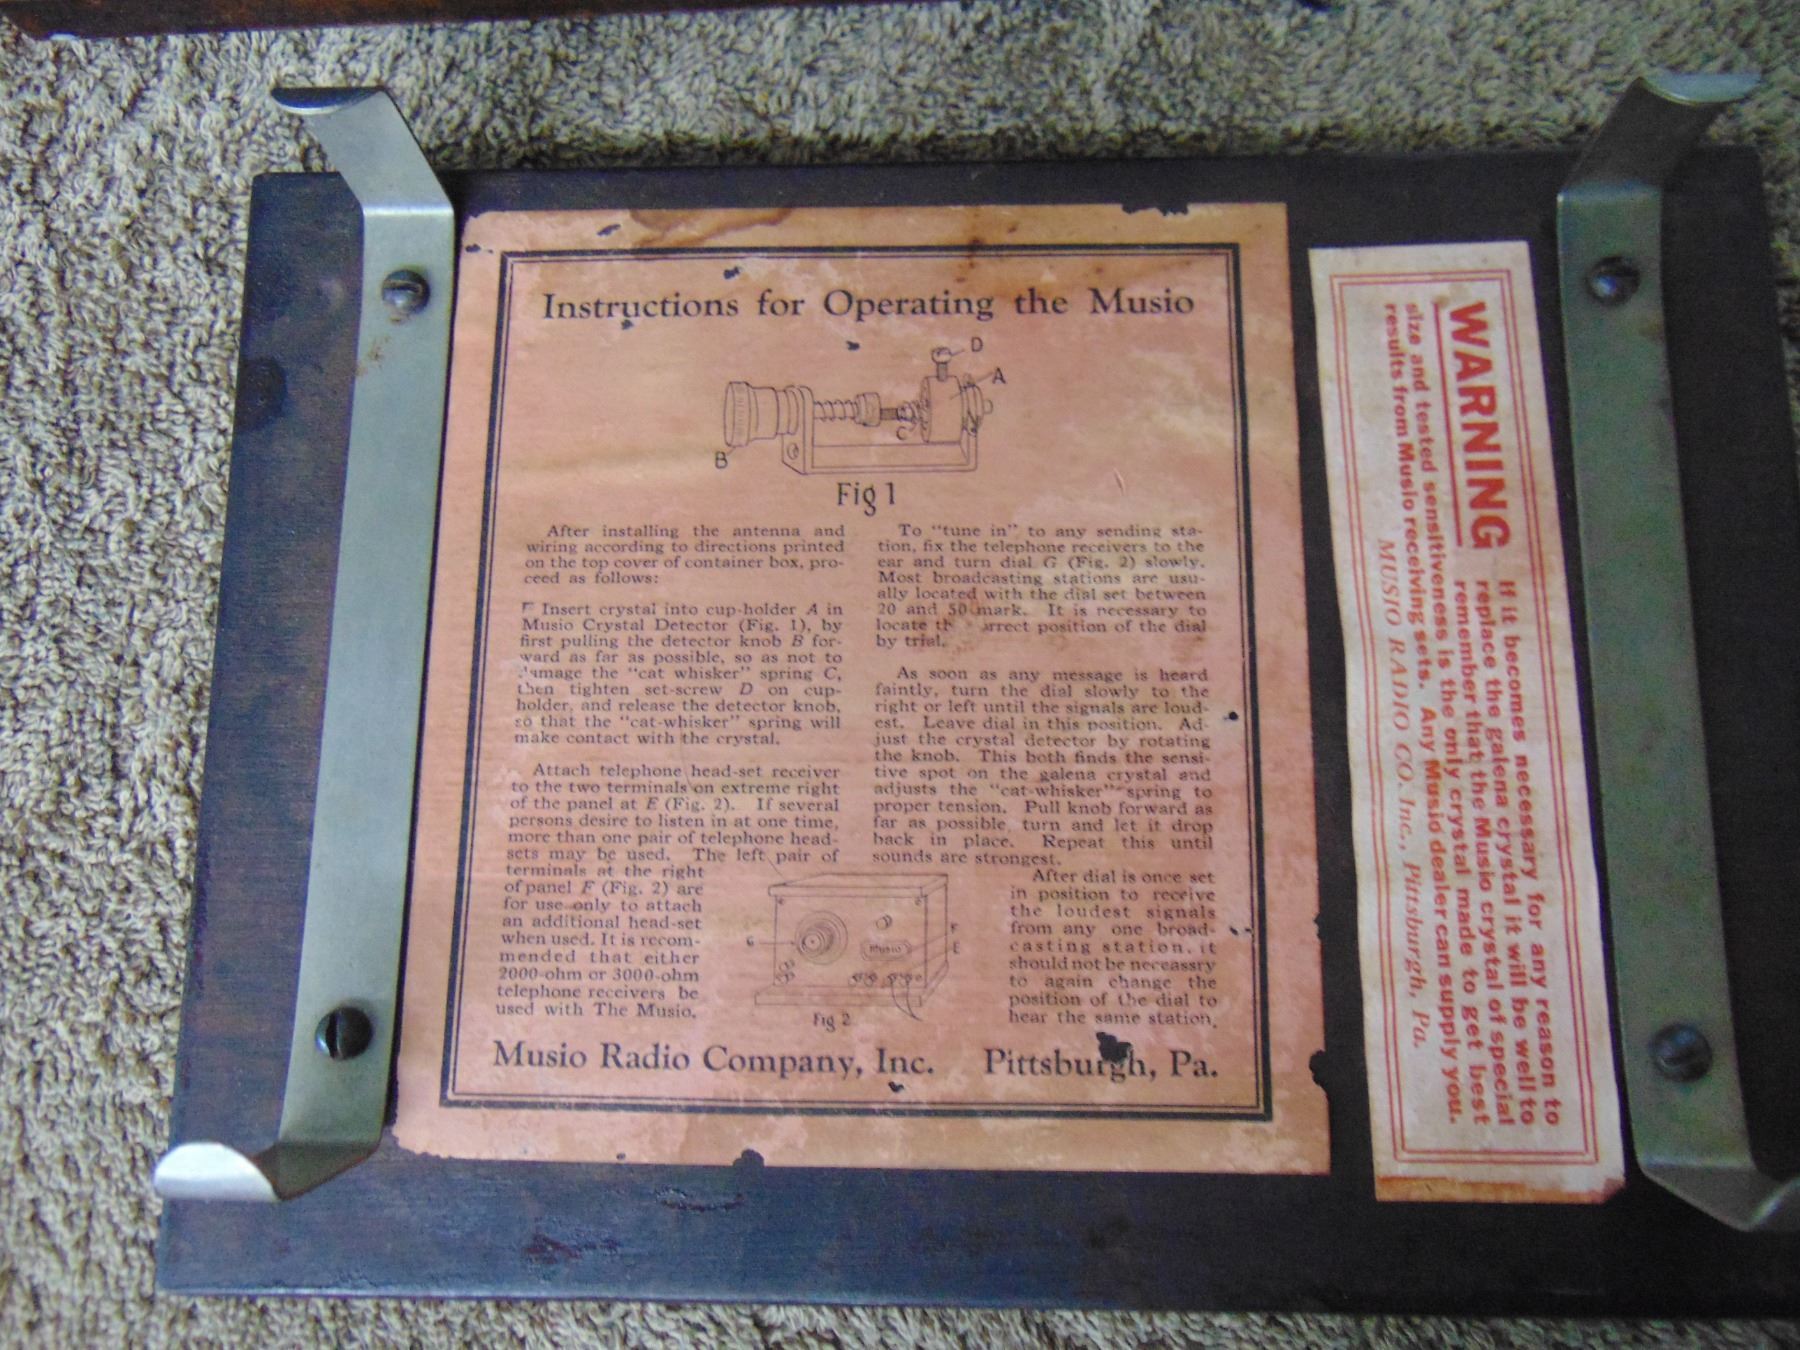 Instructions for Operating the Musio
D
A
C
B
Fig 1
After installing the antenna and
wiring according to directions printed
on the top cover of container box, pro-
ceed as follows:
Insert crystal into cup-holder A in
Musio Crystal Detector (Fig. 1), by
first pulling the detector knob B for-
ward as far as possible, so as not to
damage the "cat whisker" spring C,
then tighten set-screw D on cup-
holder, and release the detector knob,
so that the "cat-whisker" spring will
make contact with the crystal.
Attach telephone head-set receiver
to the two terminals on extreme right
of the panel at E (Fig. 2). If several
persons desire to listen in at one time,
more than one pair of telephone head-
sets may be used. The left pair of
terminals at the right
of panel F (Fig. 2) are
for use only to attach
an additional head-set
when used. It is recom-
mended that either
2000-ohm or 3000-ohm
telephone receivers be
used with The Musio.
To "tune in" to any sending sta-
tion, fix the telephone receivers to the
ear and turn dial G (Fig. 2) slowly.
Most broadcasting stations are usu-
ally located with the dial set between
20 and 50 mark. It is necessary to
locate position of the dial
by trial.
As soon as any message is heard
faintly, turn the dial slowly to the
right or left until the signals are loud-
est. Leave dial in this position. Ad-
just the crystal detector by rotating
the knob. This both finds the sensi-
tive spot on the galena crystal and
adjusts the "cat-whisker" spring to
proper tension. Pull knob forward as
far as possible, turn and let it drop
back in place. Repeat this until
sounds are strongest.
After dial is once set
in position to receive
the loudest signals
from any one broad-
casting station, it
should not be neceassry
to again change the
position of the dial to
hear the same station.
G
Musio
F
E
Fig 2
Musio Radio Company, Inc. Pittsburgh, Pa.
WARNING
If it becomes necessary for any reason to
replace the galena crystal it will be well to
remember that the Musio crystal of special
size and tested sensitiveness is the only crystal made to get best
results from Musio receiving sets. Any Musio dealer can supply you.
MUSIO RADIO CO. Inc., Pittsburgh, Pa.